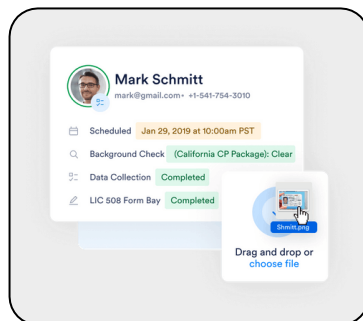 Mark Schmitt
mark@gmail.com• +1-541-754-3010
Scheduled Jan 29, 2019 at 10:00am PST
Background Check (California CP Package): Clear
Data Collection Completed
LIC 508 Form Bay Completed
Shmitt.png
Drag and drop or
choose file